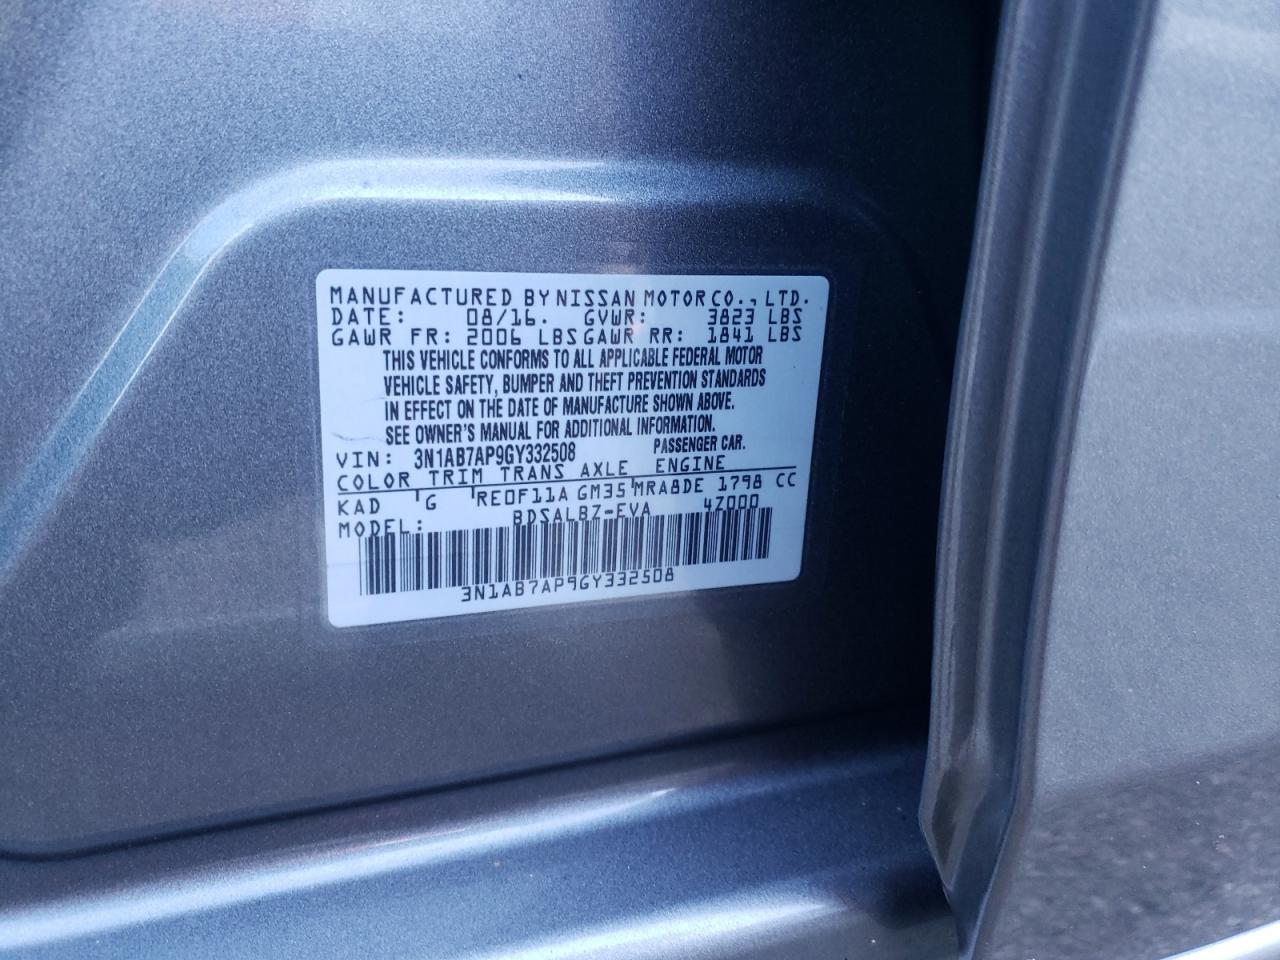 MANUFACTURED BY NISSAN MOTOR CO., LTD.
DATE: 08/16. GVWR: 3823 LBS
GAWR FR: 2006 LBS GAWR RR: 1841 LBS
THIS VEHICLE CONFORMS TO ALL APPLICABLE FEDERAL MOTOR
VEHICLE SAFETY, BUMPER AND THEFT PREVENTION STANDARDS
IN EFFECT ON THE DATE OF MANUFACTURE SHOWN ABOVE.
SEE OWNER'S MANUAL FOR ADDITIONAL INFORMATION.
VIN: 3N1AB7AP9GY332508 PASSENGER CAR.
COLOR TRIM TRANS AXLE ENGINE
KAD G RE0F11A GM35 MRA8DE 1798 CC
MODEL: BDSALBZ-EVA 4Z000
3N1AB7AP9GY332508